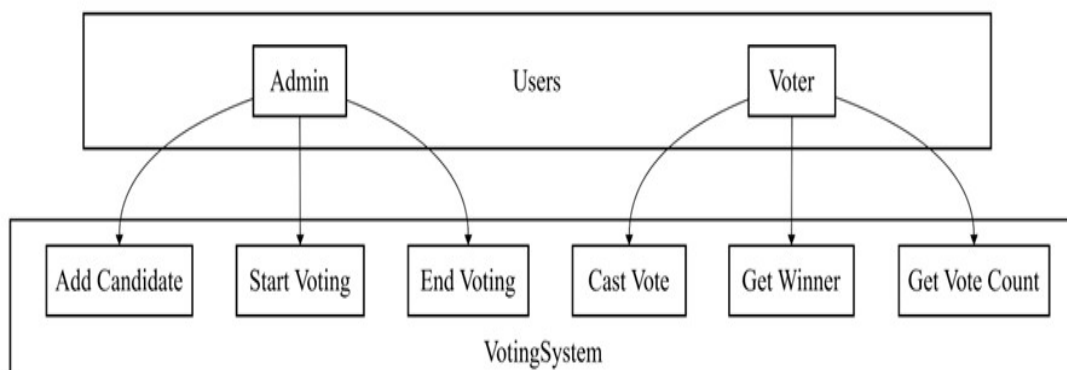 Admin
Users
Voter
Add Candidate
Start Voting
End Voting
Cast Vote
Get Winner
Get Vote Count
VotingSystem